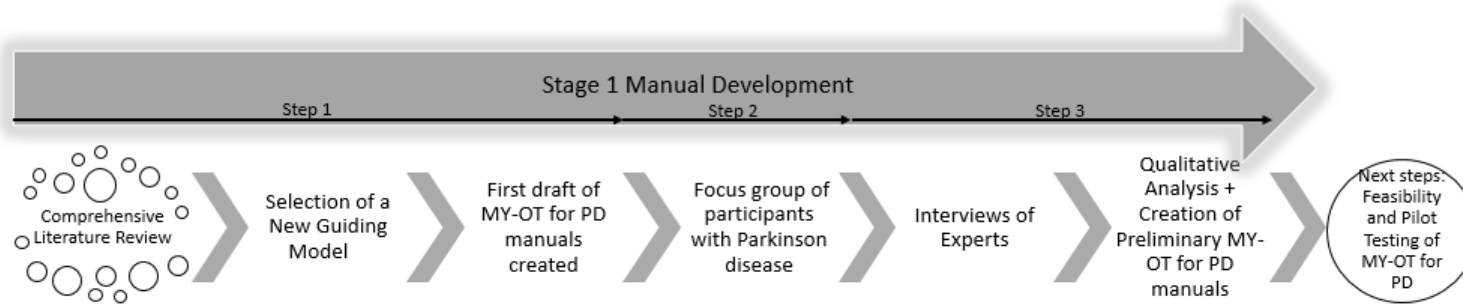 Stage 1 Manual Development
Step 1
Step 2
Step 3
Comprehensive
Literature Review
Selection of a
New Guiding
Model
First draft of
MY-OT for PD
manuals
created
Focus group of
participants
with Parkinson
disease
Interviews of
Experts
Qualitative
Analysis +
Creation of
Preliminary MY-
OT for PD
manuals
Next steps:
Feasibility
and Pilot
Testing of
MY-OT for
PD